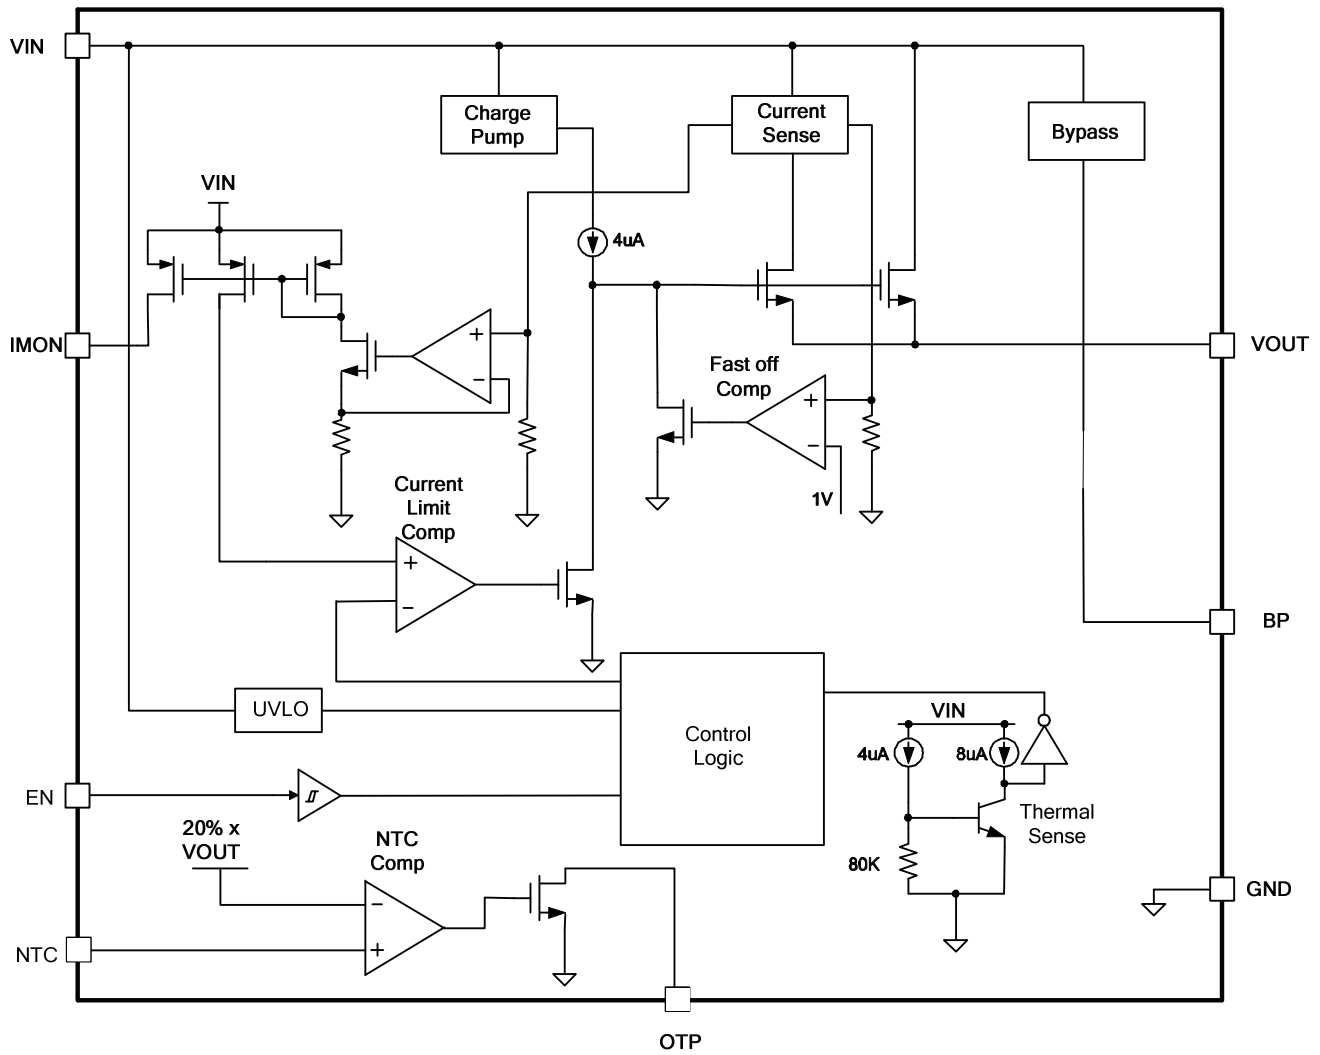 VIN
Charge
Pump
Current
Sense
Bypass
VIN
4uA
IMON
+
−
Fast off
Comp
+
−
1V
VOUT
Current
Limit
Comp
+
−
BP
UVLO
Control
Logic
VIN
4uA
8uA
EN
Thermal
Sense
20% x
VOUT
NTC
Comp
80K
−
+
GND
NTC
OTP